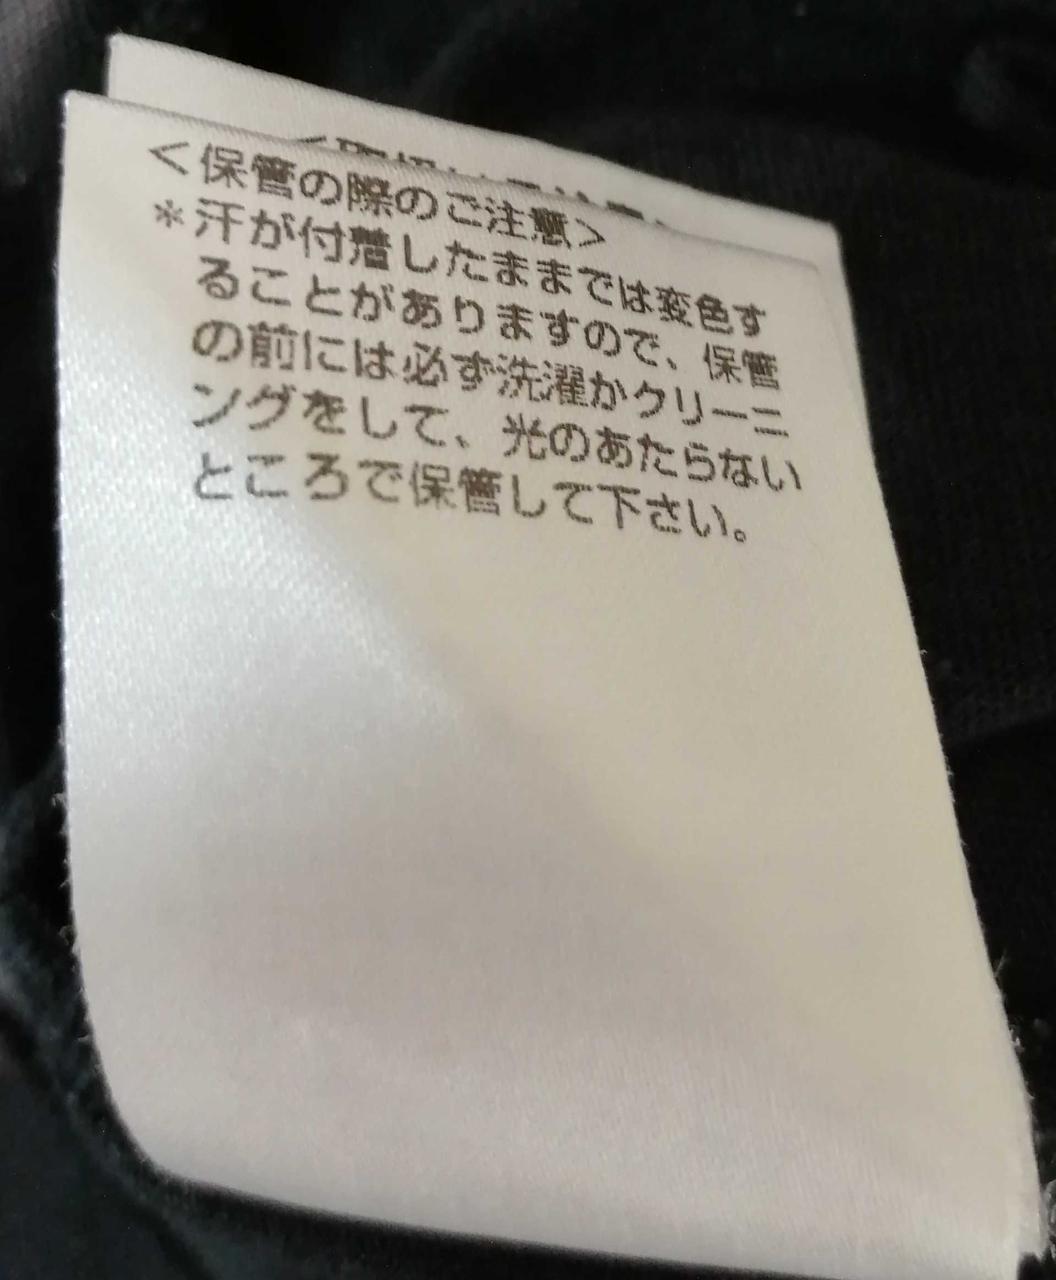 ＜保管の際のご注意＞
＊汗が付着したままでは変色す
ることがありますので、保管
の前には必ず洗濯かクリーニ
ングをして、光のあたらない
ところで保管して下さい。